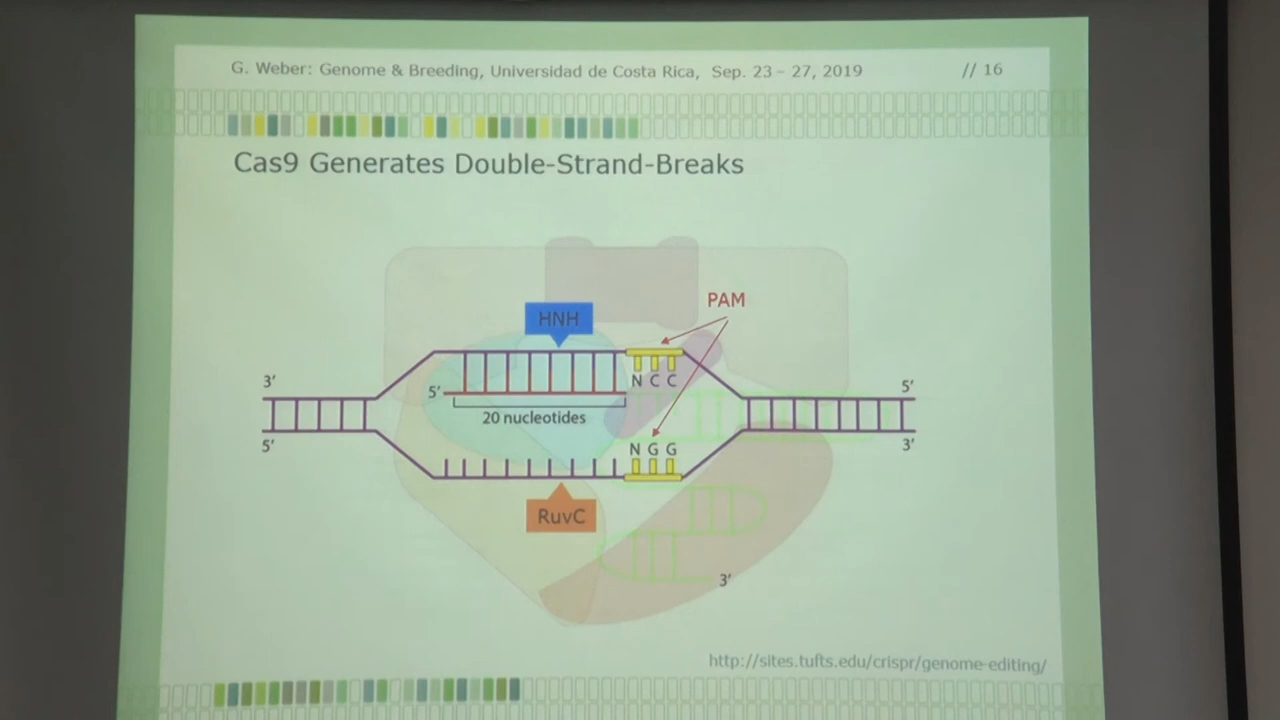 G. Weber: Genome & Breeding, Universidad de Costa Rica, Sep. 23 – 27, 2019 // 16
Cas9 Generates Double-Strand-Breaks
PAM
HNH
N C C
3′
5′
5′
20 nucleotides
5′
3′
N G G
RuvC
3′
http://sites.tufts.edu/crispr/genome-editing/